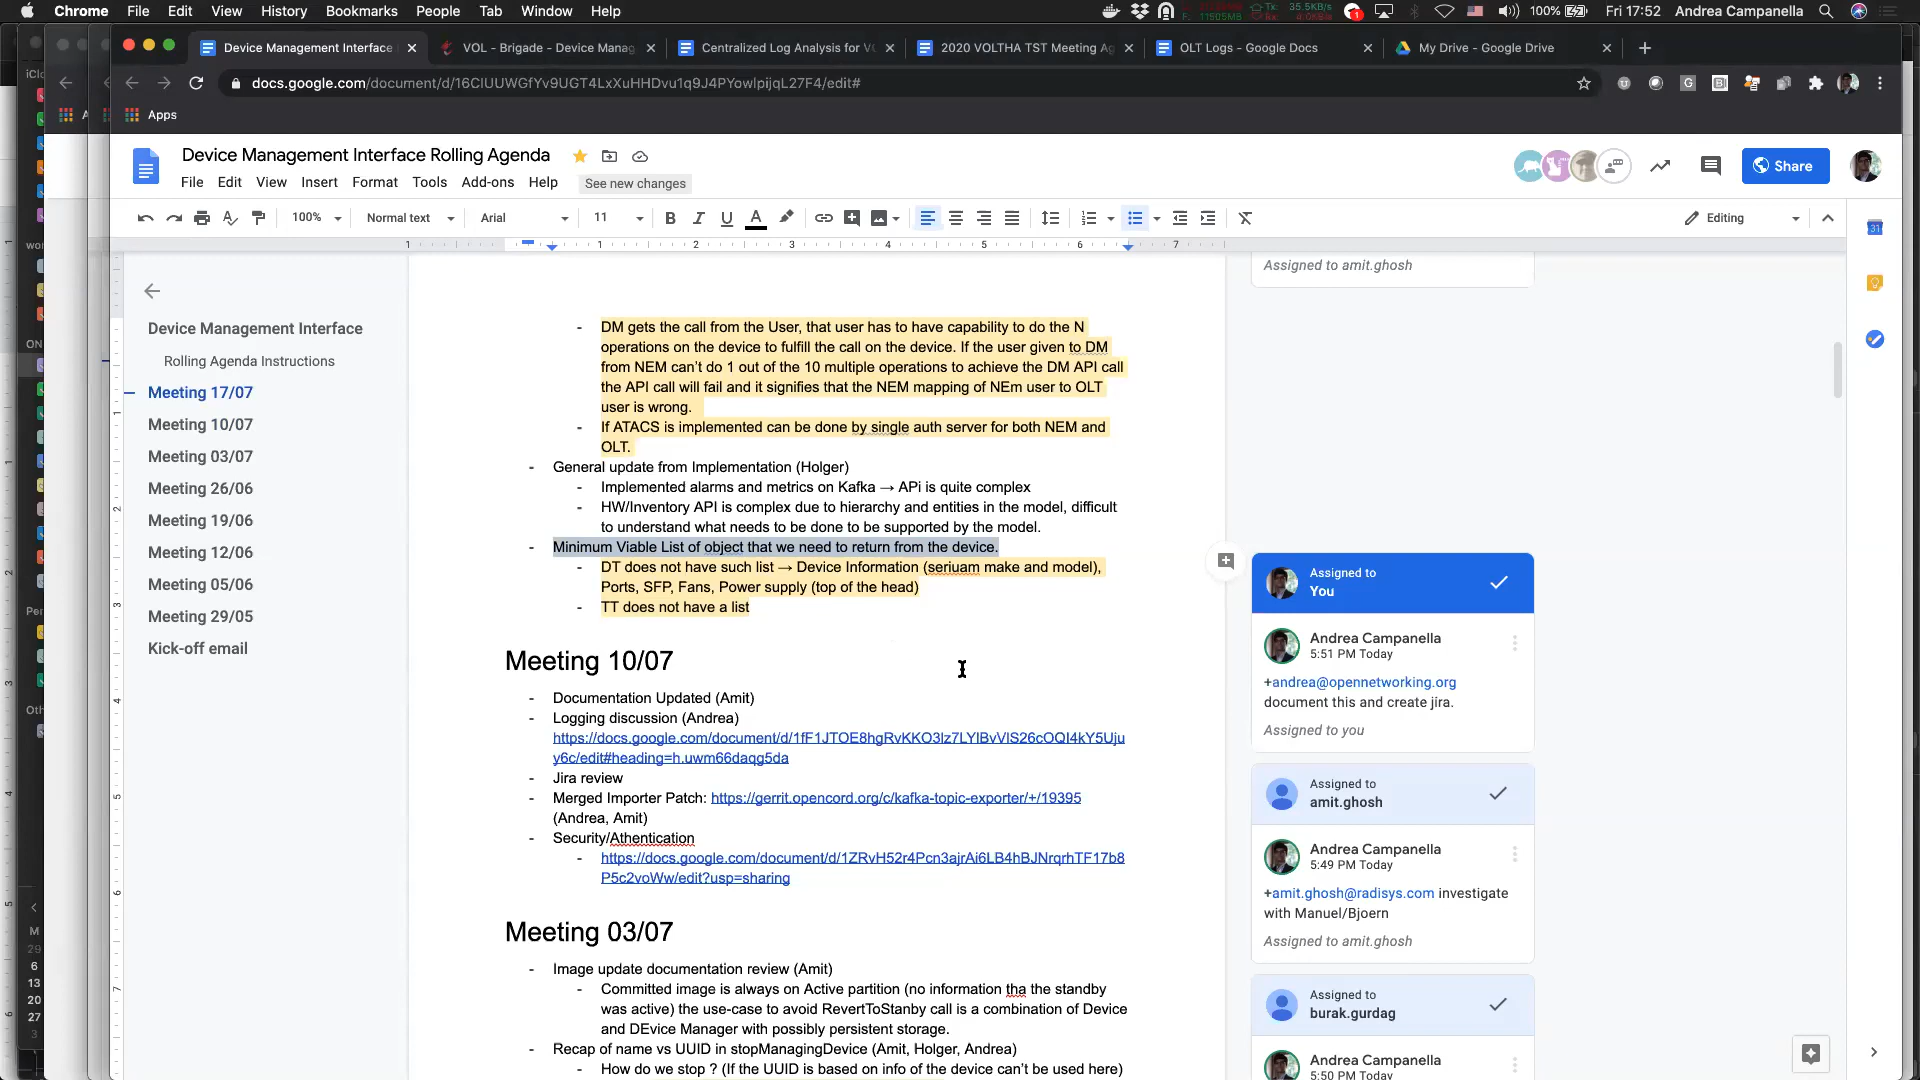 Chrome File Edit View History Bookmarks People Tab Window Help
35.5KB/s 100% Fri 17:52 Andrea Campanella
Device Management Interface VOL - Brigade - Device Manag Centralized Log Analysis for VO 2020 VOLTHA TST Meeting Ag OLT Logs - Google Docs My Drive - Google Drive
docs.google.com/document/d/16ClUUWGfYv9UGT4LxXuHHDvu1q9J4PYowlpijqL27F4/edit#
Apps
Device Management Interface Rolling Agenda
Share
File Edit View Insert Format Tools Add-ons Help See new changes
100% Normal text Arial 11 Editing
Device Management Interface
Rolling Agenda Instructions
Meeting 17/07
Meeting 10/07
Meeting 03/07
Meeting 26/06
Meeting 19/06
Meeting 12/06
Meeting 05/06
Meeting 29/05
Kick-off email
- DM gets the call from the User, that user has to have capability to do the N
operations on the device to fulfill the call on the device. If the user given to DM
from NEM can't do 1 out of the 10 multiple operations to achieve the DM API call
the API call will fail and it signifies that the NEM mapping of NEm user to OLT
user is wrong.
- If ATACS is implemented can be done by single auth server for both NEM and
OLT.
- General update from Implementation (Holger)
- Implemented alarms and metrics on Kafka → APi is quite complex
- HW/Inventory API is complex due to hierarchy and entities in the model, difficult
to understand what needs to be done to be supported by the model.
- Minimum Viable List of object that we need to return from the device.
- DT does not have such list → Device Information (seriuam make and model),
Ports, SFP, Fans, Power supply (top of the head)
- TT does not have a list
Meeting 10/07
- Documentation Updated (Amit)
- Logging discussion (Andrea)
https://docs.google.com/document/d/1fF1JTOE8hgRvKKO3lz7LYlBvVlS26cOQI4kY5Uju
y6c/edit#heading=h.uwm66daqg5da
- Jira review
- Merged Importer Patch: https://gerrit.opencord.org/c/kafka-topic-exporter/+/19395
(Andrea, Amit)
- Security/Athentication
- https://docs.google.com/document/d/1ZRvH52r4Pcn3ajrAi6LB4hBJNrqrhTF17b8
P5c2voWw/edit?usp=sharing
Meeting 03/07
- Image update documentation review (Amit)
- Committed image is always on Active partition (no information tha the standby
was active) the use-case to avoid RevertToStanby call is a combination of Device
and DEvice Manager with possibly persistent storage.
- Recap of name vs UUID in stopManagingDevice (Amit, Holger, Andrea)
- How do we stop ? (If the UUID is based on info of the device can't be used here)
Assigned to amit.ghosh
Assigned to
You
Andrea Campanella
5:51 PM Today
+andrea@opennetworking.org
document this and create jira.
Assigned to you
Assigned to
amit.ghosh
Andrea Campanella
5:49 PM Today
+amit.ghosh@radisys.com investigate
with Manuel/Bjoern
Assigned to amit.ghosh
Assigned to
burak.gurdag
Andrea Campanella
5:50 PM Today